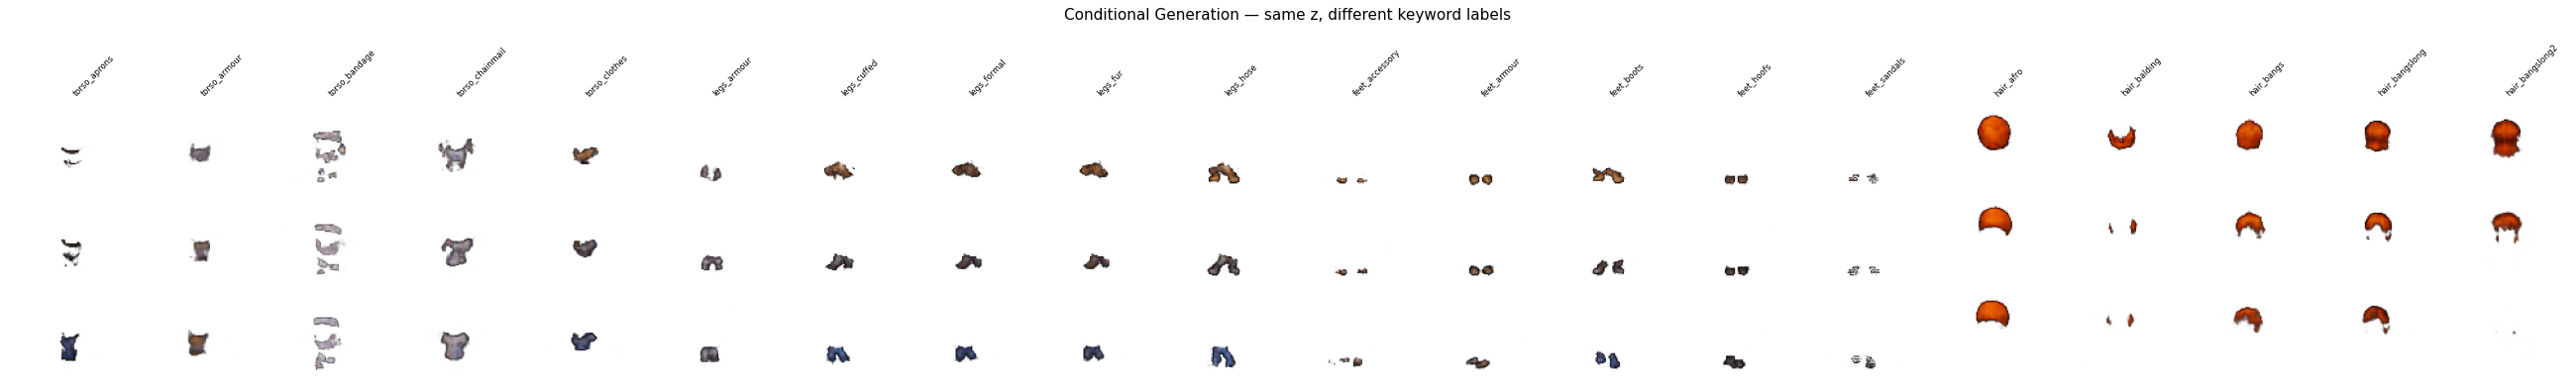 Conditional Generation — same z, different keyword labels
torso_aprons
torso_armour
torso_bandage
torso_chainmail
torso_clothes
legs_armour
legs_cuffed
legs_formal
legs_fur
legs_hose
feet_accessory
feet_armour
feet_boots
feet_hoofs
feet_sandals
hair_afro
hair_balding
hair_bangs
hair_bangslong
hair_bangslong2